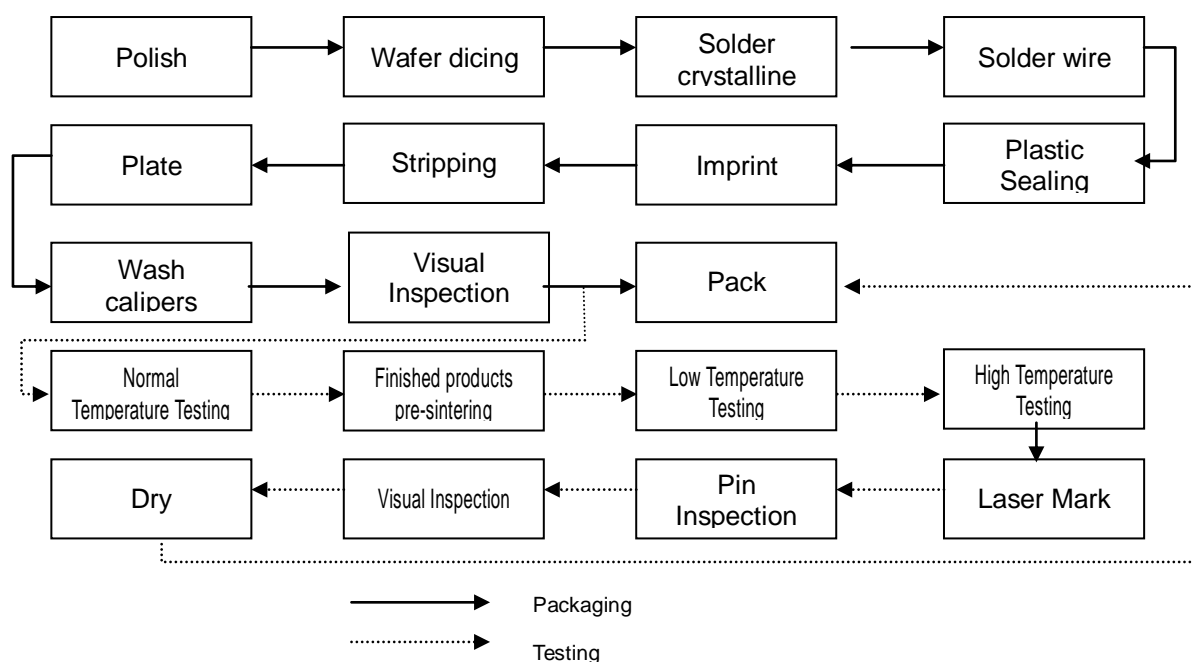 Polish
Wafer dicing
Solder
crystalline
Solder wire
Plate
Stripping
Imprint
Plastic
Sealing
Wash
calipers
Visual
Inspection
Pack
Normal
Temperature Testing
Finished products
pre-sintering
Low Temperature
Testing
High Temperature
Testing
Dry
Visual Inspection
Pin
Inspection
Laser Mark
Packaging
Testing